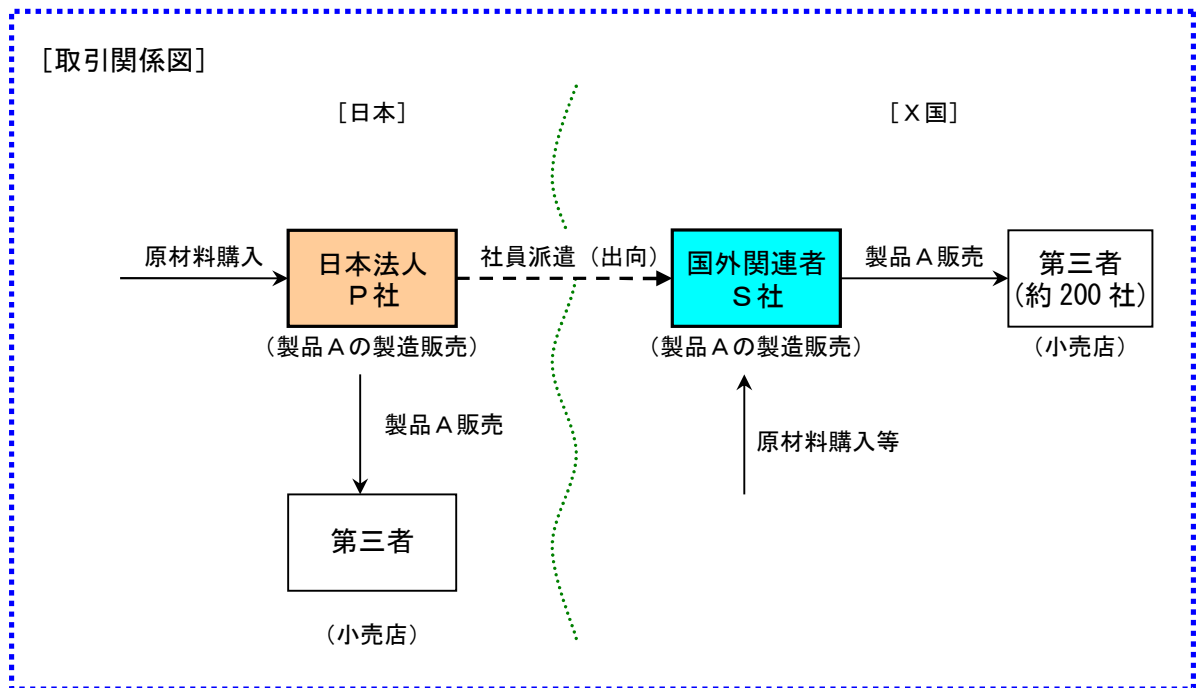 ［取引関係図］
［日本］
［Ｘ国］
原材料購入
日本法人
Ｐ社
社員派遣（出向）
国外関連者
Ｓ社
製品Ａ販売
第三者
（約 200 社）
（製品Ａの製造販売）
（製品Ａの製造販売）
（小売店）
製品Ａ販売
原材料購入等
第三者
（小売店）